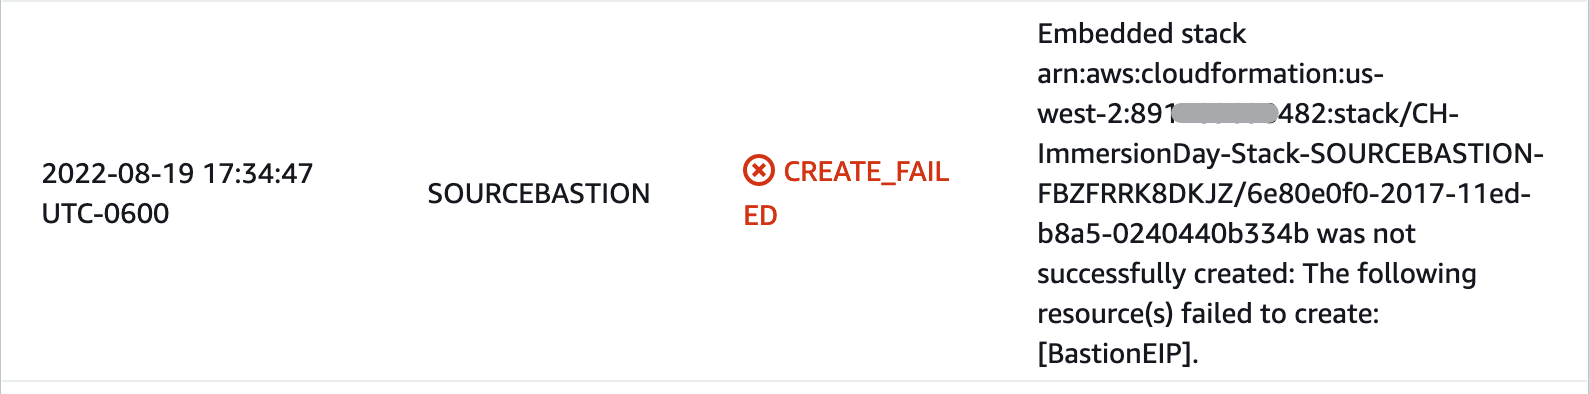 2022-08-19 17:34:47
UTC-0600
SOURCEBASTION
CREATE_FAIL
ED
Embedded stack
arn:aws:cloudformation:us-
west-2:891 482:stack/CH-
ImmersionDay-Stack-SOURCEBASTION-
FBZFRRK8DKJZ/6e80e0f0-2017-11ed-
b8a5-0240440b334b was not
successfully created: The following
resource(s) failed to create:
[BastionEIP].